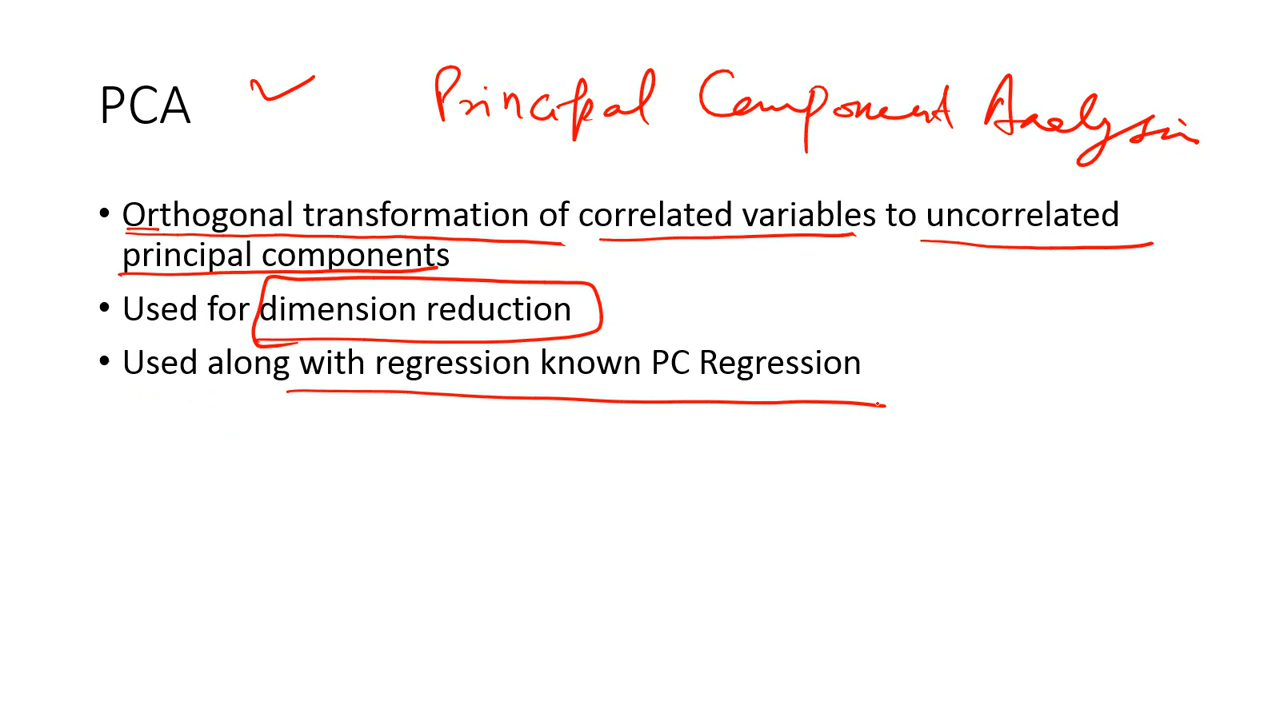 PCA Principal Component Analysis
• Orthogonal transformation of correlated variables to uncorrelated
principal components
• Used for dimension reduction
• Used along with regression known PC Regression